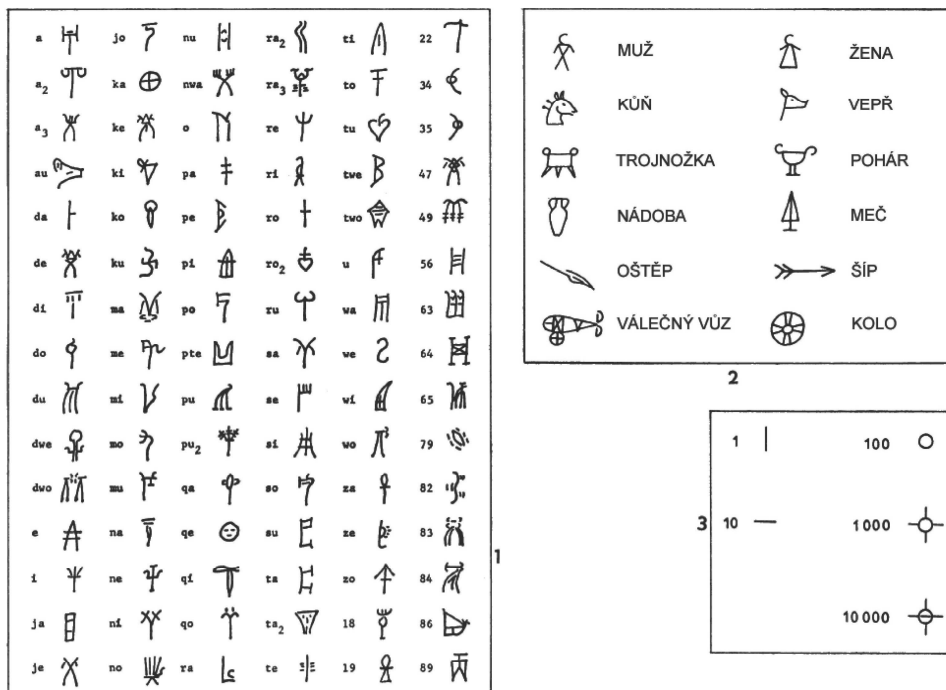 a jo nu ra₂ ti 22
a₂ ka nwa ra₃ to 34
a₃ ke o re tu 35
au ki pa ri twe 47
da ko pe ro two 49
de ku pi ro₂ u 56
di ma po ru wa 63
do me pte sa we 64
du mi pu se wi 65
dwe mo pu₂ si wo 79
dwo mu qa so za 82
e na qe su ze 83
i ne qi ta zo 84
ja ni qo ta₂ 18 86
je no ra te 19 89
1
MUŽ ŽENA
KŮŇ VEPŘ
TROJNOŽKA POHÁR
NÁDOBA MEČ
OŠTĚP ŠÍP
VÁLEČNÝ VŮZ KOLO
2
1 100
10 1000
10 000
3